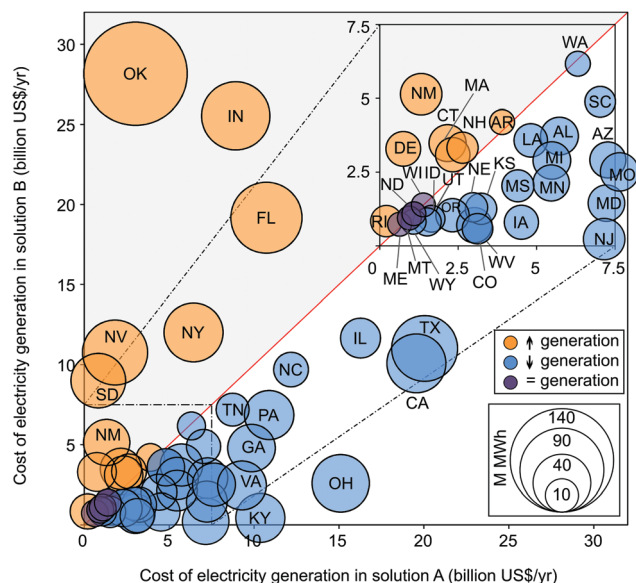 Cost of electricity generation in solution B (billion US$/yr)
30
25
20
15
10
5
0
0
5
10
15
20
25
30
Cost of electricity generation in solution A (billion US$/yr)
OK
IN
FL
NV
NY
SD
NM
IL
TX
NC
CA
TN
PA
GA
VA
OH
KY
7.5
5
2.5
0
2.5
5
7.5
WA
SC
NM
MA
CT
NH
AR
LA
AL
AZ
DE
MI
MO
WI
ID
UT
NE
KS
ND
MS
MN
MD
RI
OR
IA
NJ
ME
MT
WY
CO
WV
↑ generation
↓ generation
= generation
M MWh
140
90
40
10